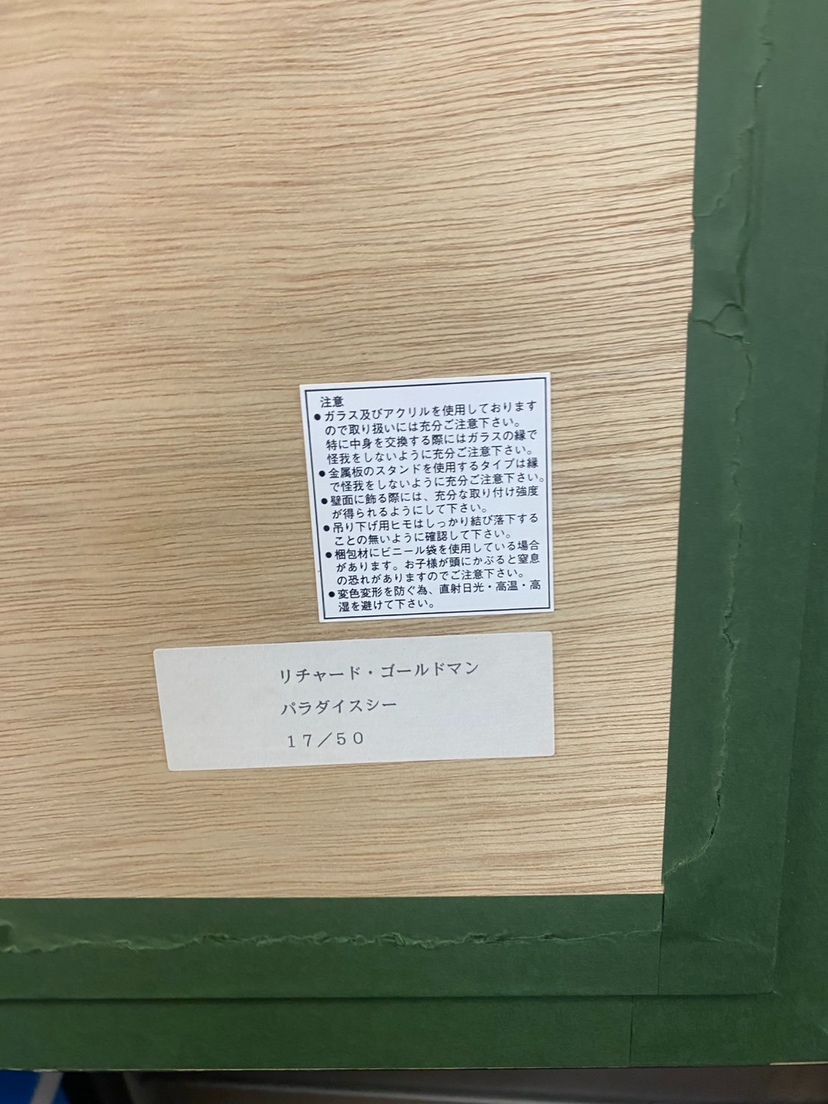 注意
●ガラス及びアクリルを使用しております
ので取り扱いには充分ご注意下さい。
特に中身を交換する際にはガラスの縁で
怪我をしないように充分ご注意下さい。
●金属板のスタンドを使用するタイプは縁
で怪我をしないように充分ご注意下さい。
●壁面に飾る際には、充分な取り付け強度
が得られるようにして下さい。
●吊り下げ用ヒモはしっかり結び落下する
ことの無いように確認して下さい。
●梱包材にビニール袋を使用している場合
があります。お子様が頭にかぶると窒息
の恐れがありますのでご注意下さい。
●変色変形を防ぐ為、直射日光・高温・高
湿を避けて下さい。
リチャード・ゴールドマン
パラダイスシー
17／50